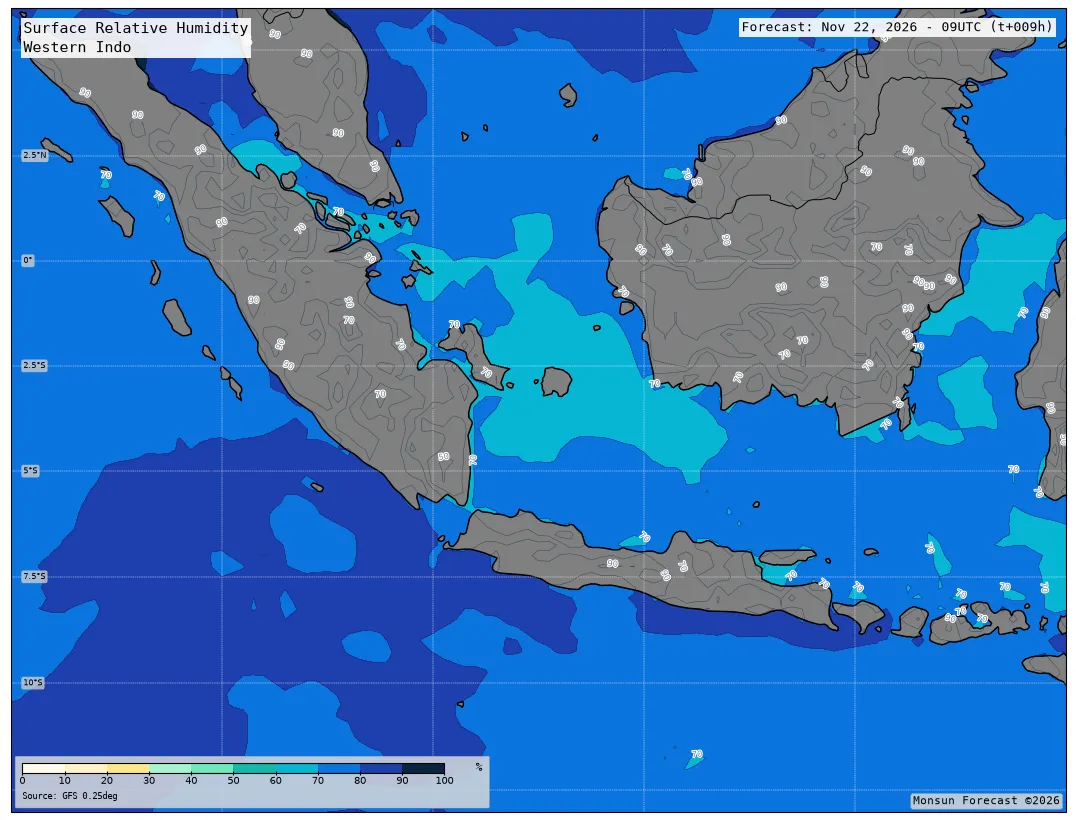 Surface Relative Humidity
Western Indo
Forecast: Nov 22, 2026 - 09UTC (t+009h)
2.5°N
0°
2.5°S
5°S
7.5°S
10°S
0 10 20 30 40 50 60 70 80 90 100 %
Source: GFS 0.25deg
Monsun Forecast ©2026